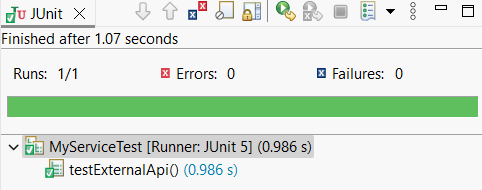 JUnit
Finished after 1.07 seconds
Runs: 1/1 Errors: 0 Failures: 0
MyServiceTest [Runner: JUnit 5] (0.986 s)
testExternalApi() (0.986 s)